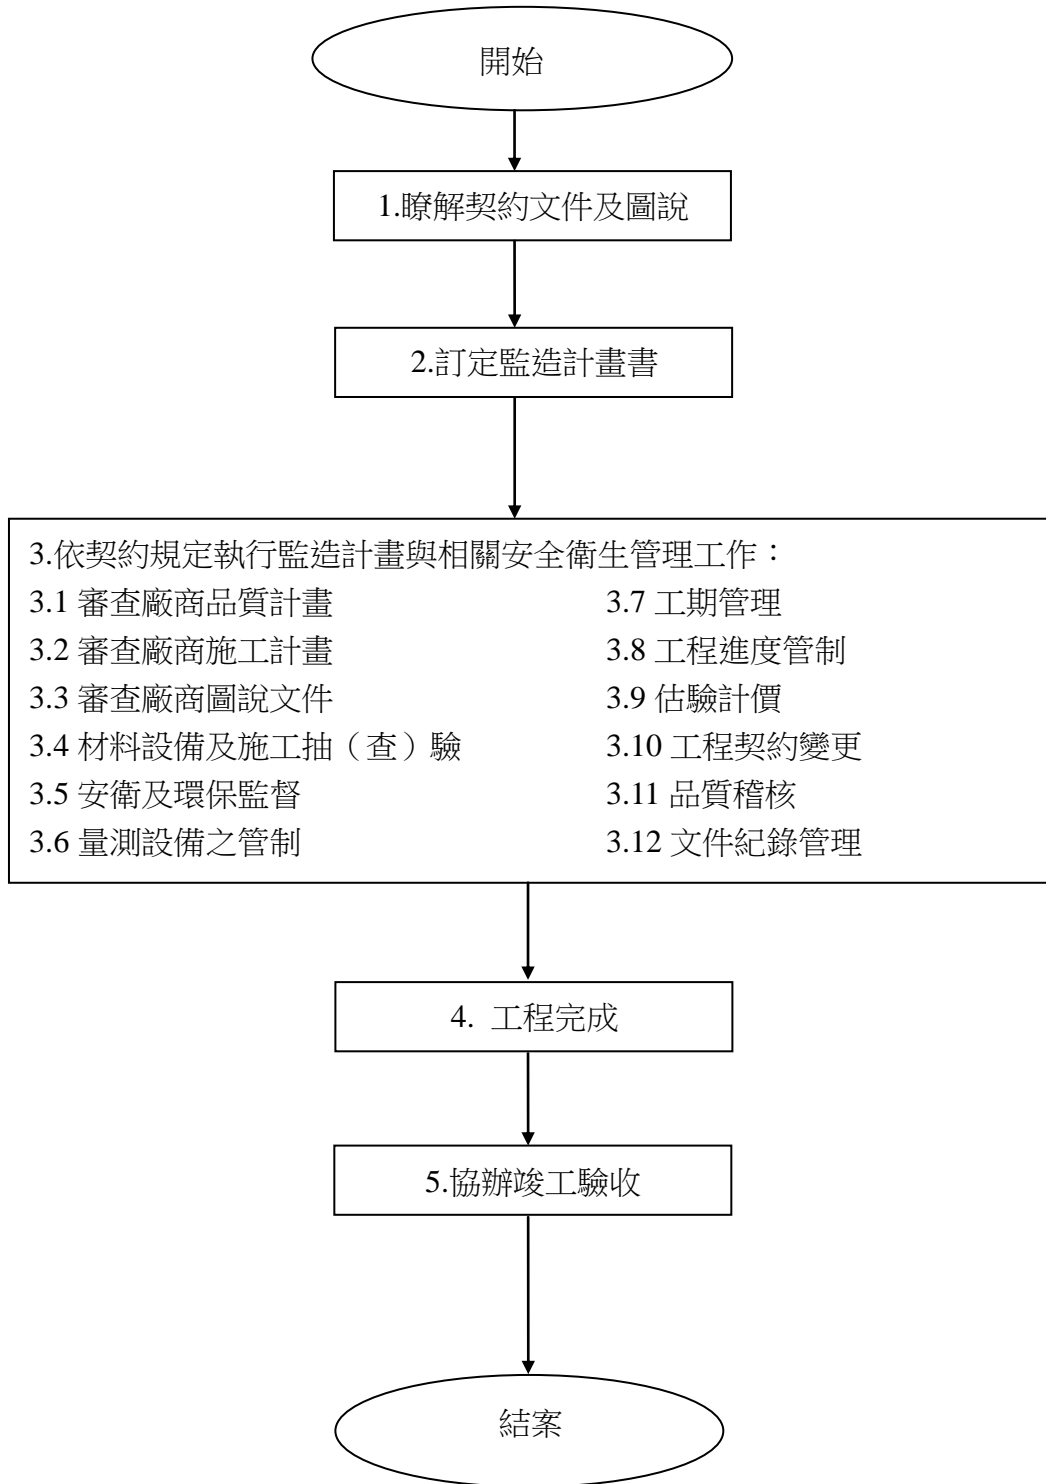 開始
1.瞭解契約文件及圖說
2.訂定監造計畫書
3.依契約規定執行監造計畫與相關安全衛生管理工作：
3.1 審查廠商品質計畫
3.2 審查廠商施工計畫
3.3 審查廠商圖說文件
3.4 材料設備及施工抽（查）驗
3.5 安衛及環保監督
3.6 量測設備之管制
3.7 工期管理
3.8 工程進度管制
3.9 估驗計價
3.10 工程契約變更
3.11 品質稽核
3.12 文件紀錄管理
4. 工程完成
5.協辦竣工驗收
結案